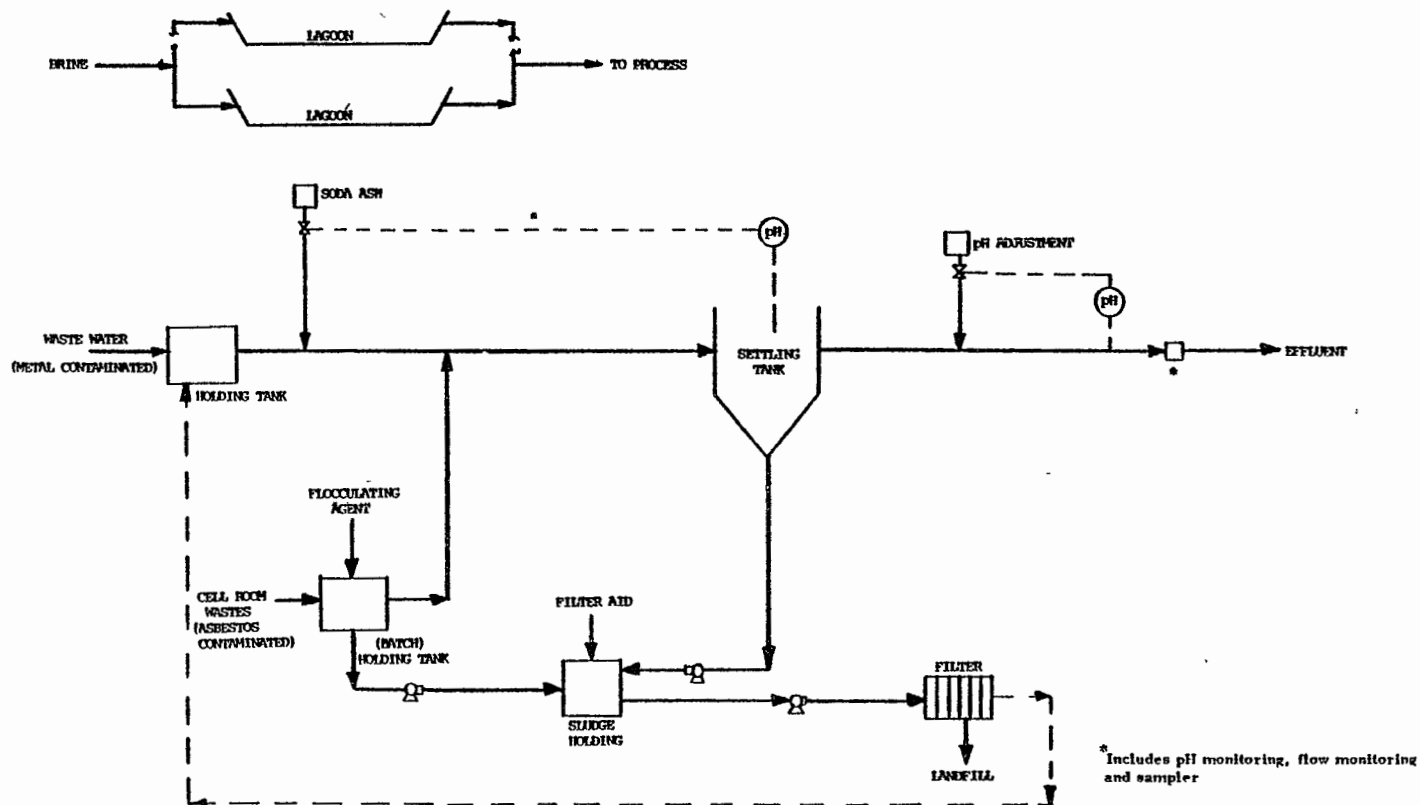 LAGOON
BRINE
TO PROCESS
LAGOON
SODA ASH
*
pH
pH ADJUSTMENT
pH
WASTE WATER
(METAL CONTAMINATED)
HOLDING TANK
SETTLING
TANK
EFFLUENT
*
FLOCCULATING
AGENT
CELL ROOM
WASTES
(ASBESTOS
CONTAMINATED)
(BATCH)
HOLDING TANK
FILTER AID
SLUDGE
HOLDING
FILTER
LANDFILL
*Includes pH monitoring, flow monitoring
and sampler